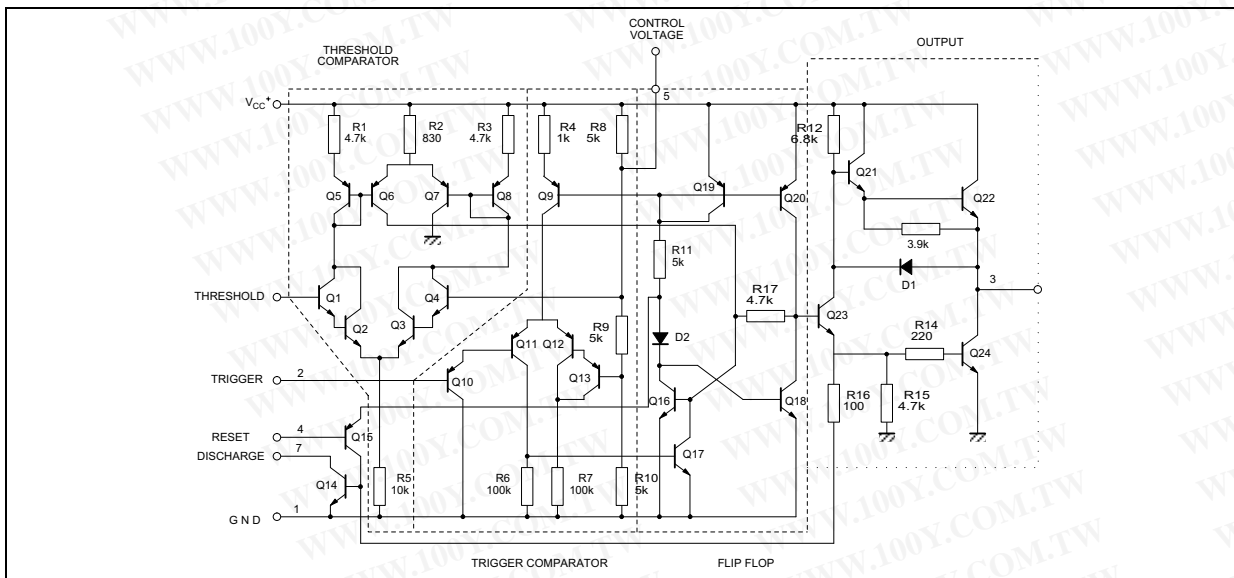 CONTROL
VOLTAGE
OUTPUT
THRESHOLD
COMPARATOR
5
VCC+
R1
4.7k
R2
830
R3
4.7k
R4
1k
R8
5k
R12
6.8k
Q5
Q6
Q7
Q8
Q9
Q19
Q20
Q21
Q22
3.9k
R11
5k
D1
3
THRESHOLD
Q1
Q2
Q3
Q4
R17
4.7k
Q23
R9
5k
D2
R14
220
Q24
Q11
Q12
Q13
TRIGGER
2
Q10
Q16
Q18
R16
100
R15
4.7k
RESET
4
Q15
DISCHARGE
7
Q17
Q14
R5
10k
R6
100k
R7
100k
R10
5k
GND
1
TRIGGER COMPARATOR
FLIP FLOP
WWW.100Y.COM.TW